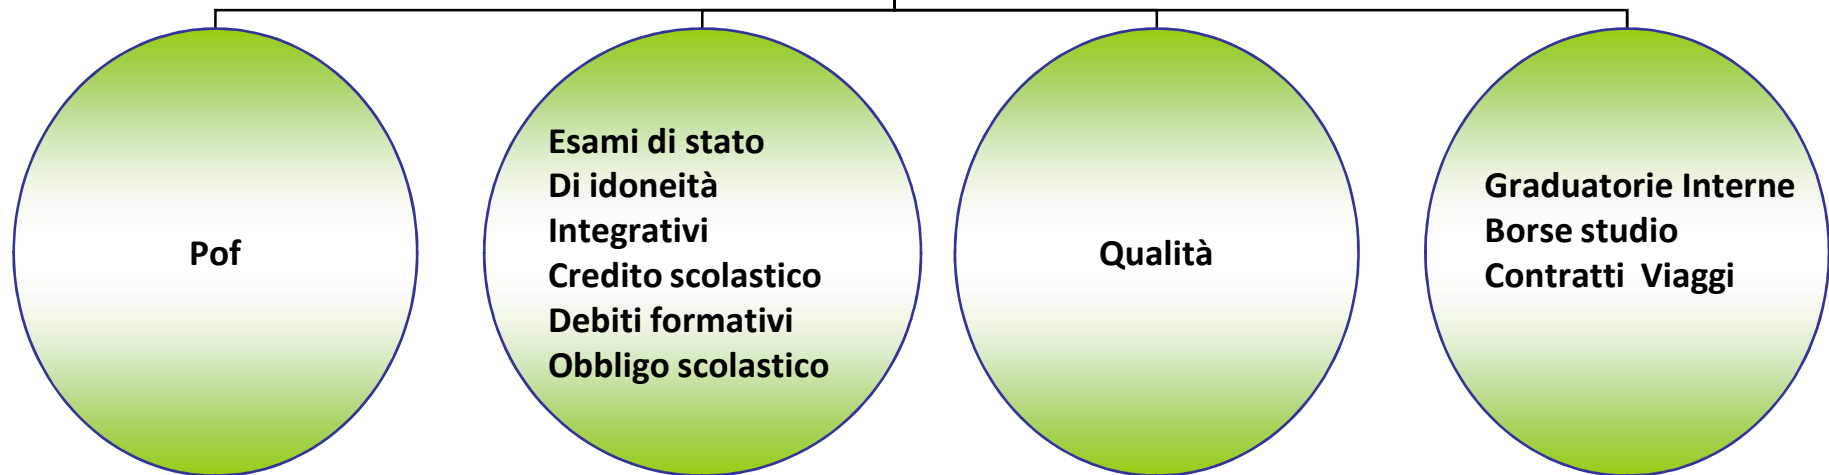 Pof
Esami di stato
Di idoneità
Integrativi
Credito scolastico
Debiti formativi
Obbligo scolastico
Qualità
Graduatorie Interne
Borse studio
Contratti  Viaggi